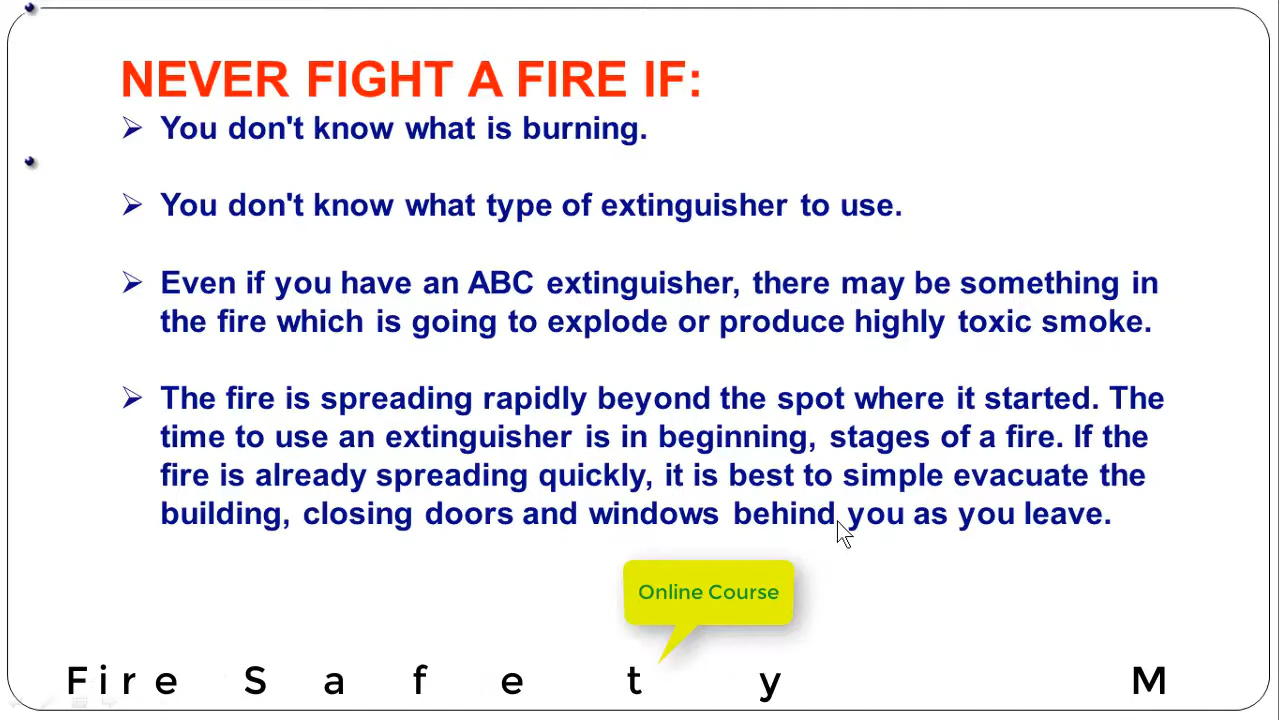 NEVER FIGHT A FIRE IF:
You don't know what is burning.
You don't know what type of extinguisher to use.
Even if you have an ABC extinguisher, there may be something in
the fire which is going to explode or produce highly toxic smoke.
The fire is spreading rapidly beyond the spot where it started. The
time to use an extinguisher is in beginning, stages of a fire. If the
fire is already spreading quickly, it is best to simple evacuate the
building, closing doors and windows behind you as you leave.
Online Course
Fire Safety M